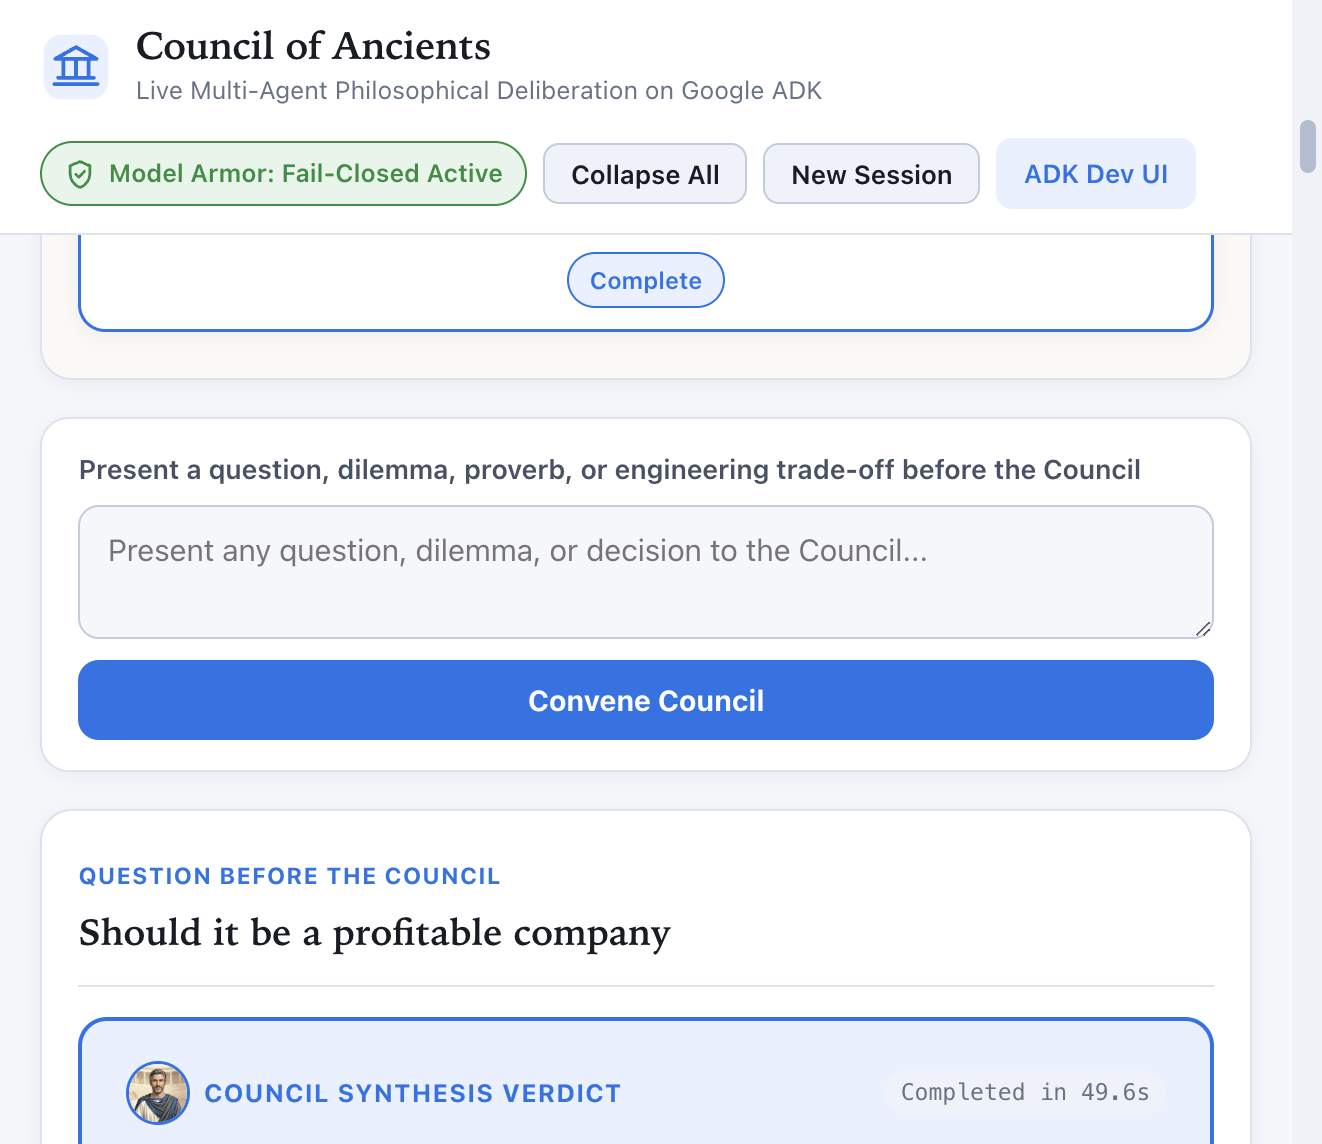 Council of Ancients
Live Multi-Agent Philosophical Deliberation on Google ADK
Model Armor: Fail-Closed Active
Collapse All
New Session
ADK Dev UI
Complete
Present a question, dilemma, proverb, or engineering trade-off before the Council
Present any question, dilemma, or decision to the Council...
Convene Council
QUESTION BEFORE THE COUNCIL
Should it be a profitable company
COUNCIL SYNTHESIS VERDICT
Completed in 49.6s